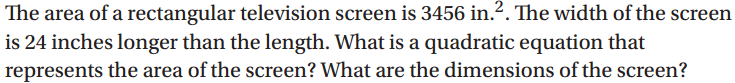 The area of a rectangular television screen is 3456 in.². The width of the screen
is 24 inches longer than the length. What is a quadratic equation that
represents the area of the screen? What are the dimensions of the screen?